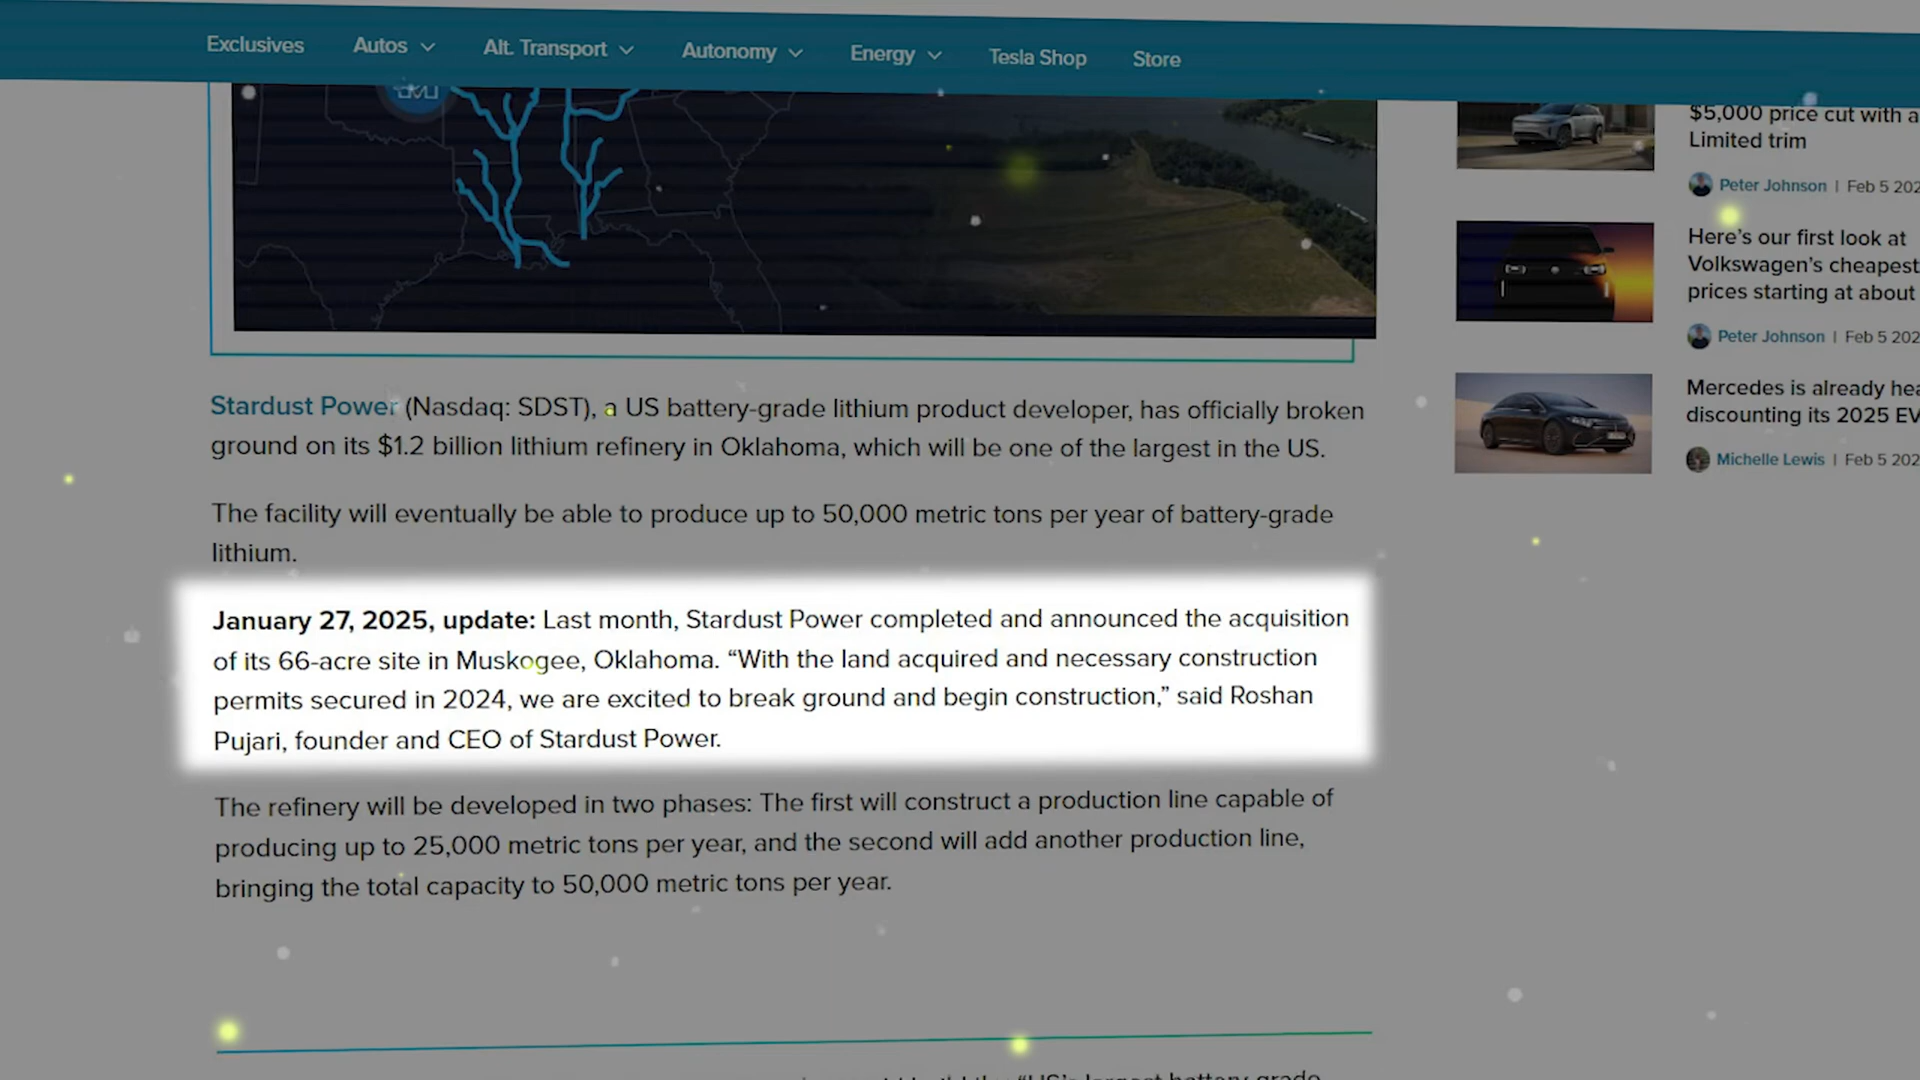 Exclusives
Autos
Alt. Transport
Autonomy
Energy
Tesla Shop
Store
Stardust Power (Nasdaq: SDST), a US battery-grade lithium product developer, has officially broken
ground on its $1.2 billion lithium refinery in Oklahoma, which will be one of the largest in the US.
The facility will eventually be able to produce up to 50,000 metric tons per year of battery-grade
lithium.
January 27, 2025, update: Last month, Stardust Power completed and announced the acquisition
of its 66-acre site in Muskogee, Oklahoma. “With the land acquired and necessary construction
permits secured in 2024, we are excited to break ground and begin construction,” said Roshan
Pujari, founder and CEO of Stardust Power.
The refinery will be developed in two phases: The first will construct a production line capable of
producing up to 25,000 metric tons per year, and the second will add another production line,
bringing the total capacity to 50,000 metric tons per year.
$5,000 price cut with a
Limited trim
Peter Johnson | Feb 5 202
Here’s our first look at
Volkswagen’s cheapest
prices starting at about
Peter Johnson | Feb 5 202
Mercedes is already hea
discounting its 2025 EV
Michelle Lewis | Feb 5 202